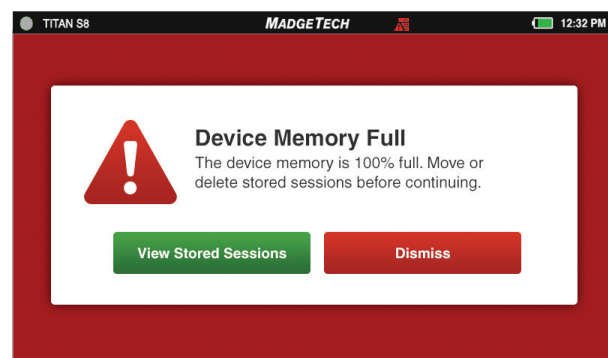 TITAN S8 MADGETECH 12:32 PM
Device Memory Full
The device memory is 100% full. Move or
delete stored sessions before continuing.
View Stored Sessions Dismiss